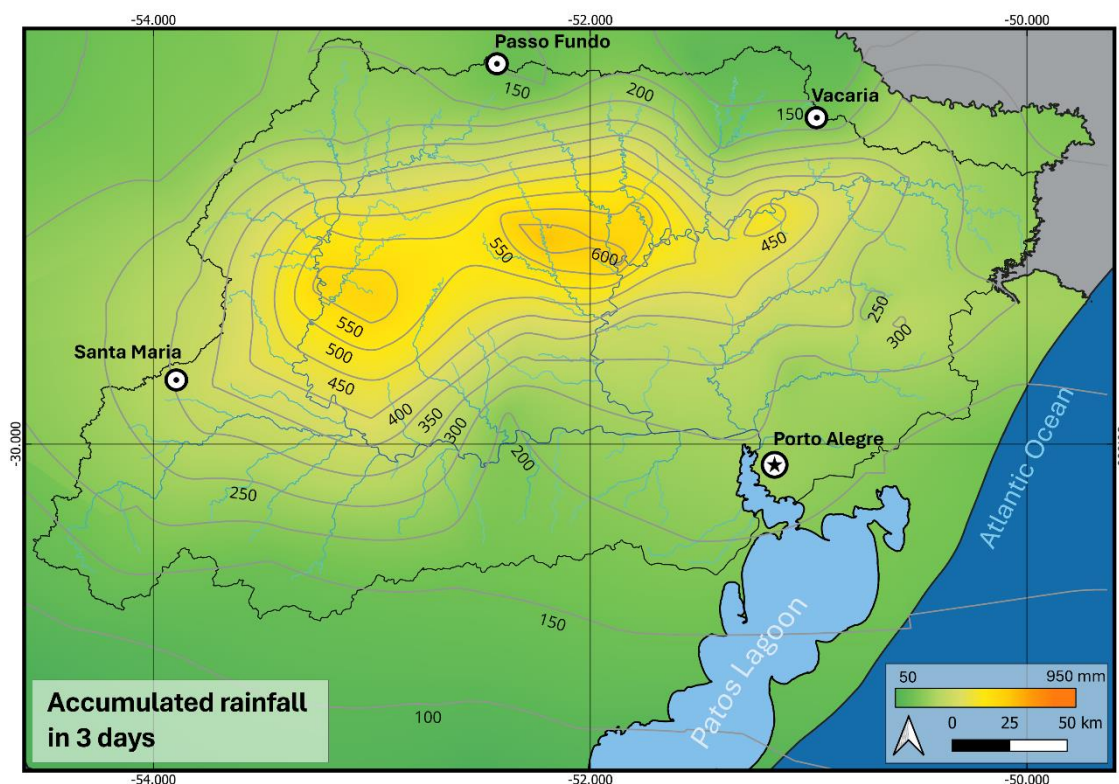 -54.000
-52.000
-50.000
Passo Fundo
150
200
Vacaria
150
550
600
450
250
300
550
500
450
400
350
300
200
Santa Maria
-30.000
Porto Alegre
250
Atlantic Ocean
150
100
Patos Lagoon
Accumulated rainfall
in 3 days
50
950 mm
0
25
50 km
-54.000
-52.000
-50.000